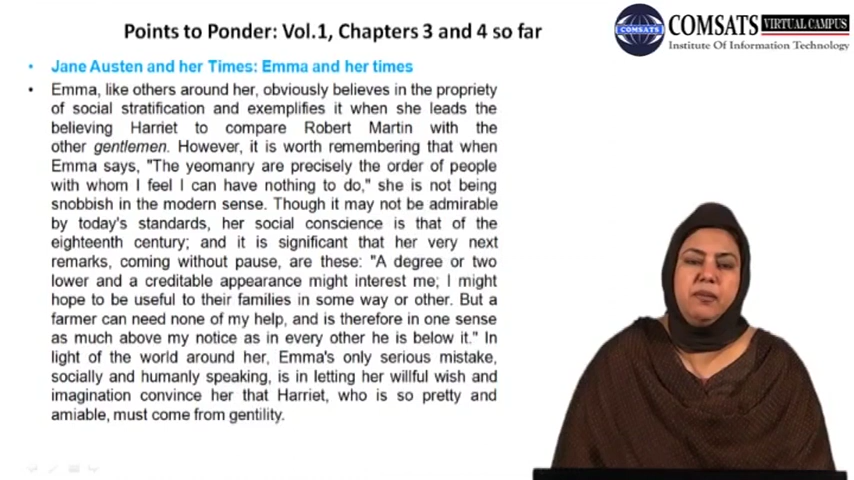 Points to Ponder: Vol.1, Chapters 3 and 4 so far
COMSATS VIRTUAL CAMPUS
Institute Of Information Technology
• Jane Austen and her Times: Emma and her times
• Emma, like others around her, obviously believes in the propriety
of social stratification and exemplifies it when she leads the
believing Harriet to compare Robert Martin with the
other gentlemen. However, it is worth remembering that when
Emma says, "The yeomanry are precisely the order of people
with whom I feel I can have nothing to do," she is not being
snobbish in the modern sense. Though it may not be admirable
by today's standards, her social conscience is that of the
eighteenth century; and it is significant that her very next
remarks, coming without pause, are these: "A degree or two
lower and a creditable appearance might interest me; I might
hope to be useful to their families in some way or other. But a
farmer can need none of my help, and is therefore in one sense
as much above my notice as in every other he is below it." In
light of the world around her, Emma's only serious mistake,
socially and humanly speaking, is in letting her willful wish and
imagination convince her that Harriet, who is so pretty and
amiable, must come from gentility.